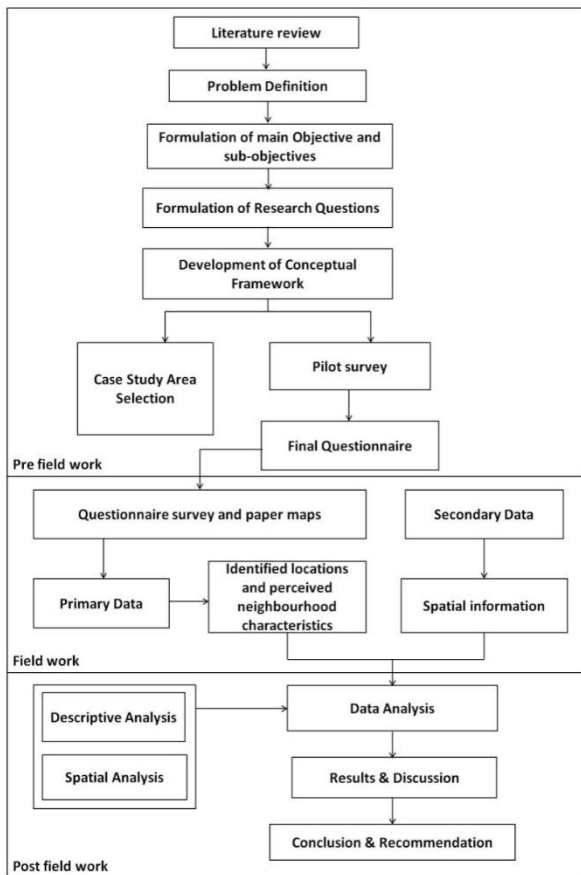 Literature review
Problem Definition
Formulation of main Objective and
sub-objectives
Formulation of Research Questions
Development of Conceptual
Framework
Case Study Area
Selection
Pilot survey
Final Questionnaire
Pre field work
Questionnaire survey and paper maps
Secondary Data
Primary Data
Identified locations
and perceived
neighbourhood
characteristics
Spatial information
Field work
Descriptive Analysis
Spatial Analysis
Data Analysis
Results & Discussion
Conclusion & Recommendation
Post field work